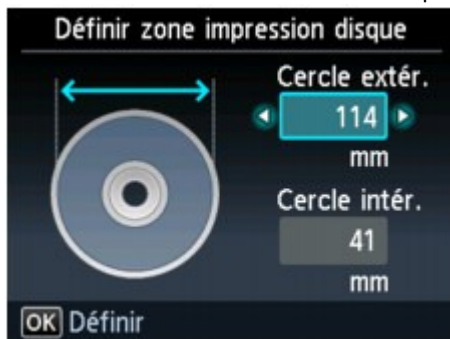 Définir zone impression disque
Cercle extér.
114
mm
Cercle intér.
41
mm
OK Définir